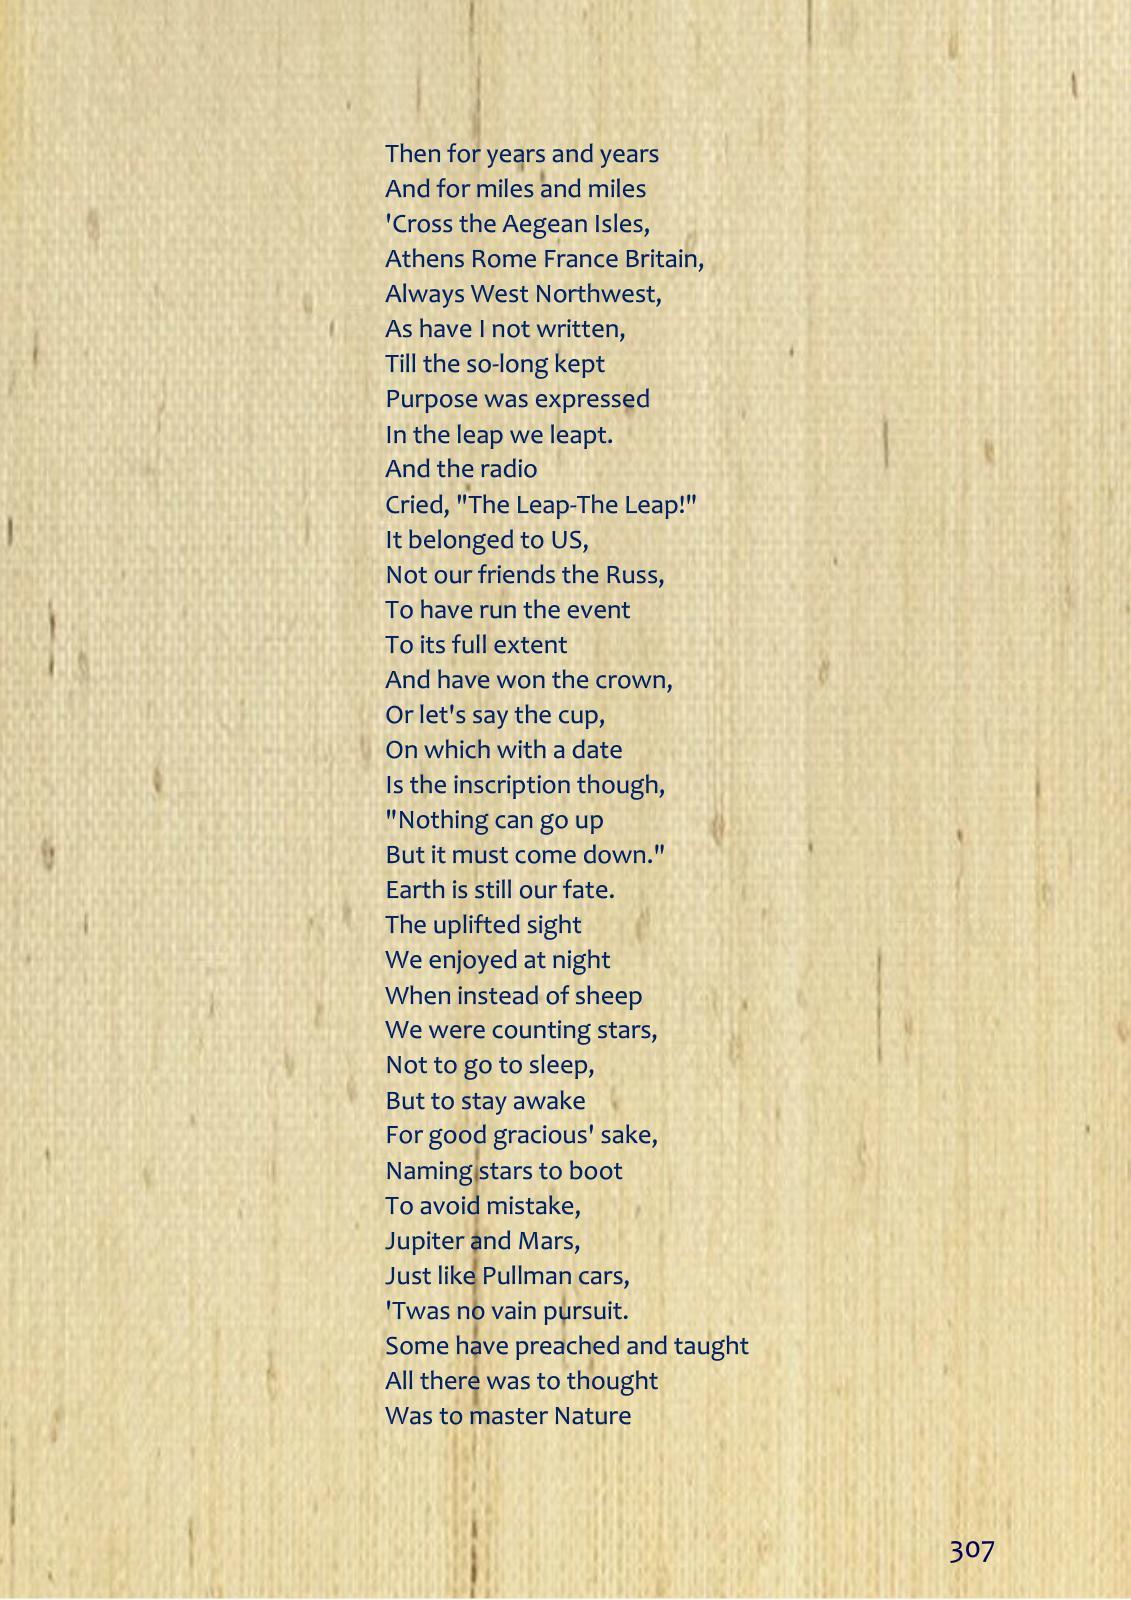 Then for years and years
And for miles and miles
'Cross the Aegean Isles,
Athens Rome France Britain,
Always West Northwest,
As have I not written,
Till the so-long kept
Purpose was expressed
In the leap we leapt.
And the radio
Cried, "The Leap-The Leap!"
It belonged to US,
Not our friends the Russ,
To have run the event
To its full extent
And have won the crown,
Or let's say the cup,
On which with a date
Is the inscription though,
"Nothing can go up
But it must come down."
Earth is still our fate.
The uplifted sight
We enjoyed at night
When instead of sheep
We were counting stars,
Not to go to sleep,
But to stay awake
For good gracious' sake,
Naming stars to boot
To avoid mistake,
Jupiter and Mars,
Just like Pullman cars,
'Twas no vain pursuit.
Some have preached and taught
All there was to thought
Was to master Nature
307